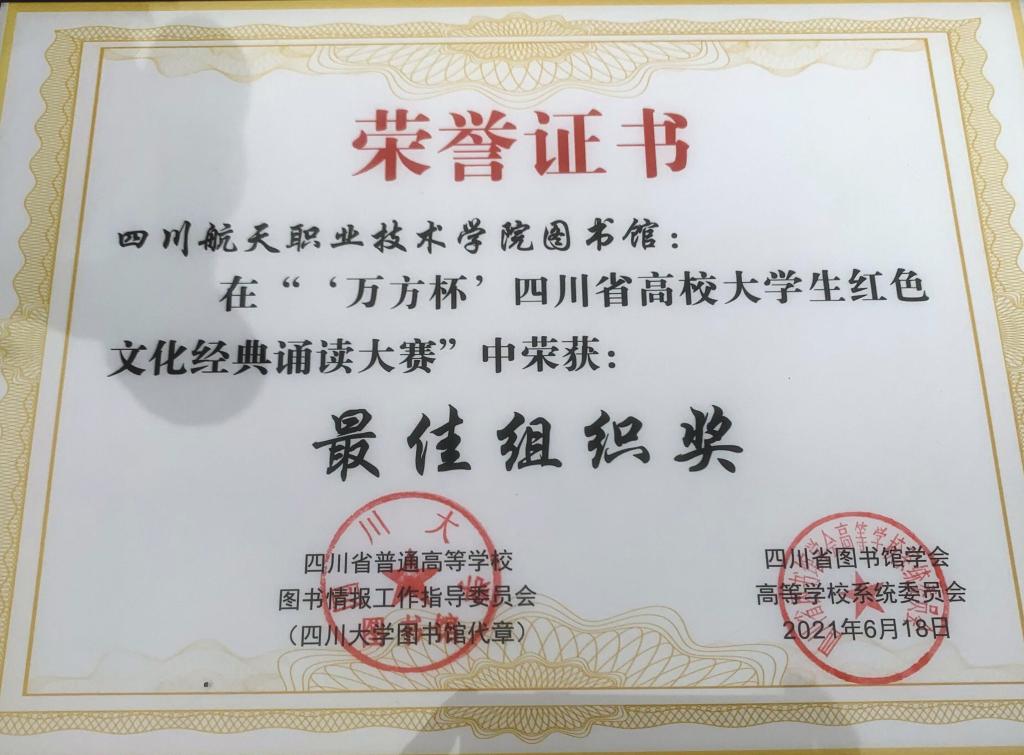 荣誉证书
四川航天职业技术学院图书馆：
在“‘万方杯’四川省高校大学生红色
文化经典诵读大赛”中荣获：
最佳组织奖
四川省普通高等学校
图书情报工作指导委员会
（四川大学图书馆代章）
四川省图书馆学会
高等学校系统委员会
2021年6月18日